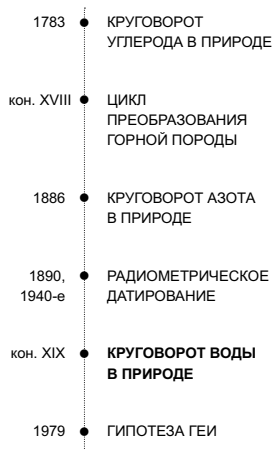 1783 КРУГОВОРОТ
УГЛЕРОДА В ПРИРОДЕ
кон. XVIII ЦИКЛ
ПРЕОБРАЗОВАНИЯ
ГОРНОЙ ПОРОДЫ
1886 КРУГОВОРОТ АЗОТА
В ПРИРОДЕ
1890, РАДИОМЕТРИЧЕСКОЕ
1940-е ДАТИРОВАНИЕ
кон. XIX КРУГОВОРОТ ВОДЫ
В ПРИРОДЕ
1979 ГИПОТЕЗА ГЕИ